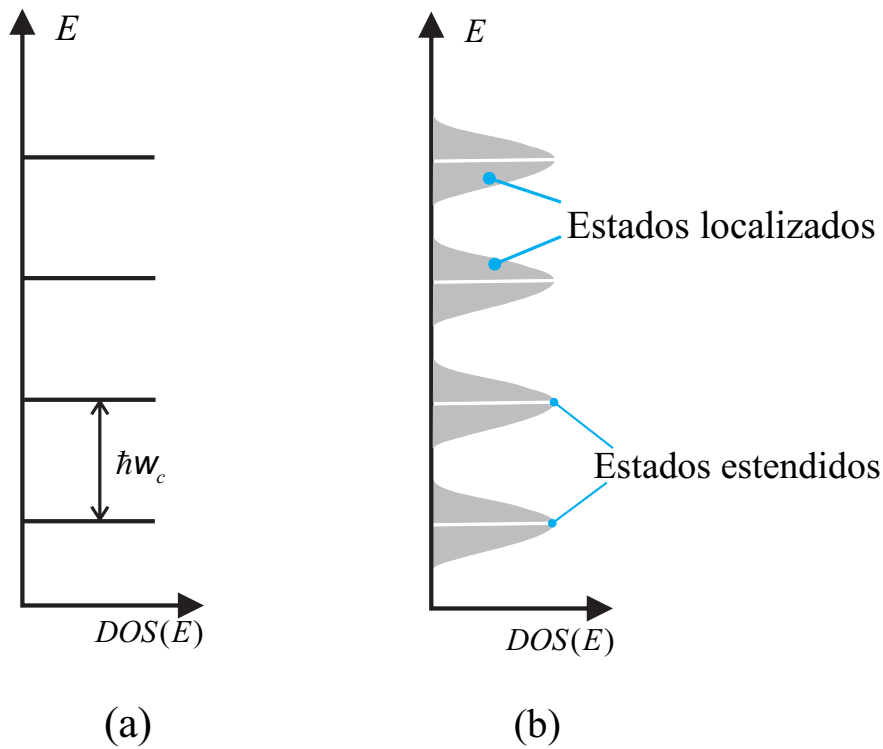 E
E
Estados localizados
ħw_c
Estados estendidos
DOS(E)
DOS(E)
(a)
(b)